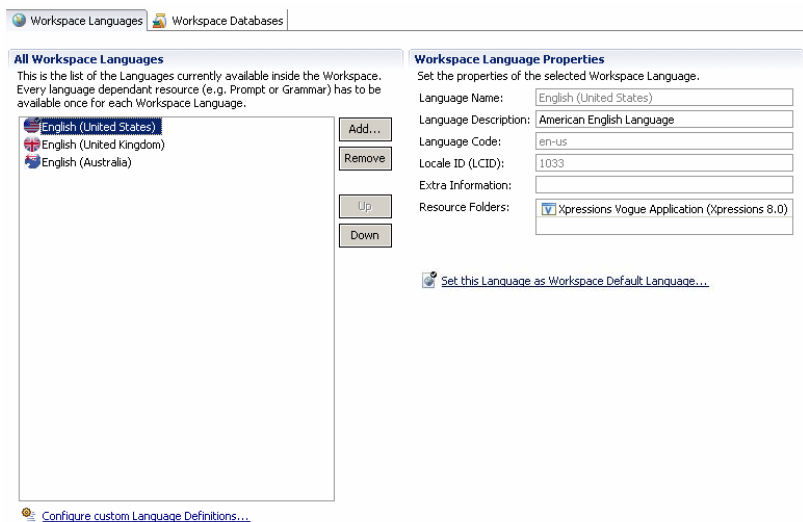 Workspace Languages
Workspace Databases
All Workspace Languages
This is the list of the Languages currently available inside the Workspace.
Every language dependant resource (e.g. Prompt or Grammar) has to be
available once for each Workspace Language.
English (United States)
English (United Kingdom)
English (Australia)
Add...
Remove
Up
Down
Configure custom Language Definitions...
Workspace Language Properties
Set the properties of the selected Workspace Language.
Language Name: English (United States)
Language Description: American English Language
Language Code: en-us
Locale ID (LCID): 1033
Extra Information:
Resource Folders: Xpressions Vogue Application (Xpressions 8.0)
Set this Language as Workspace Default Language...